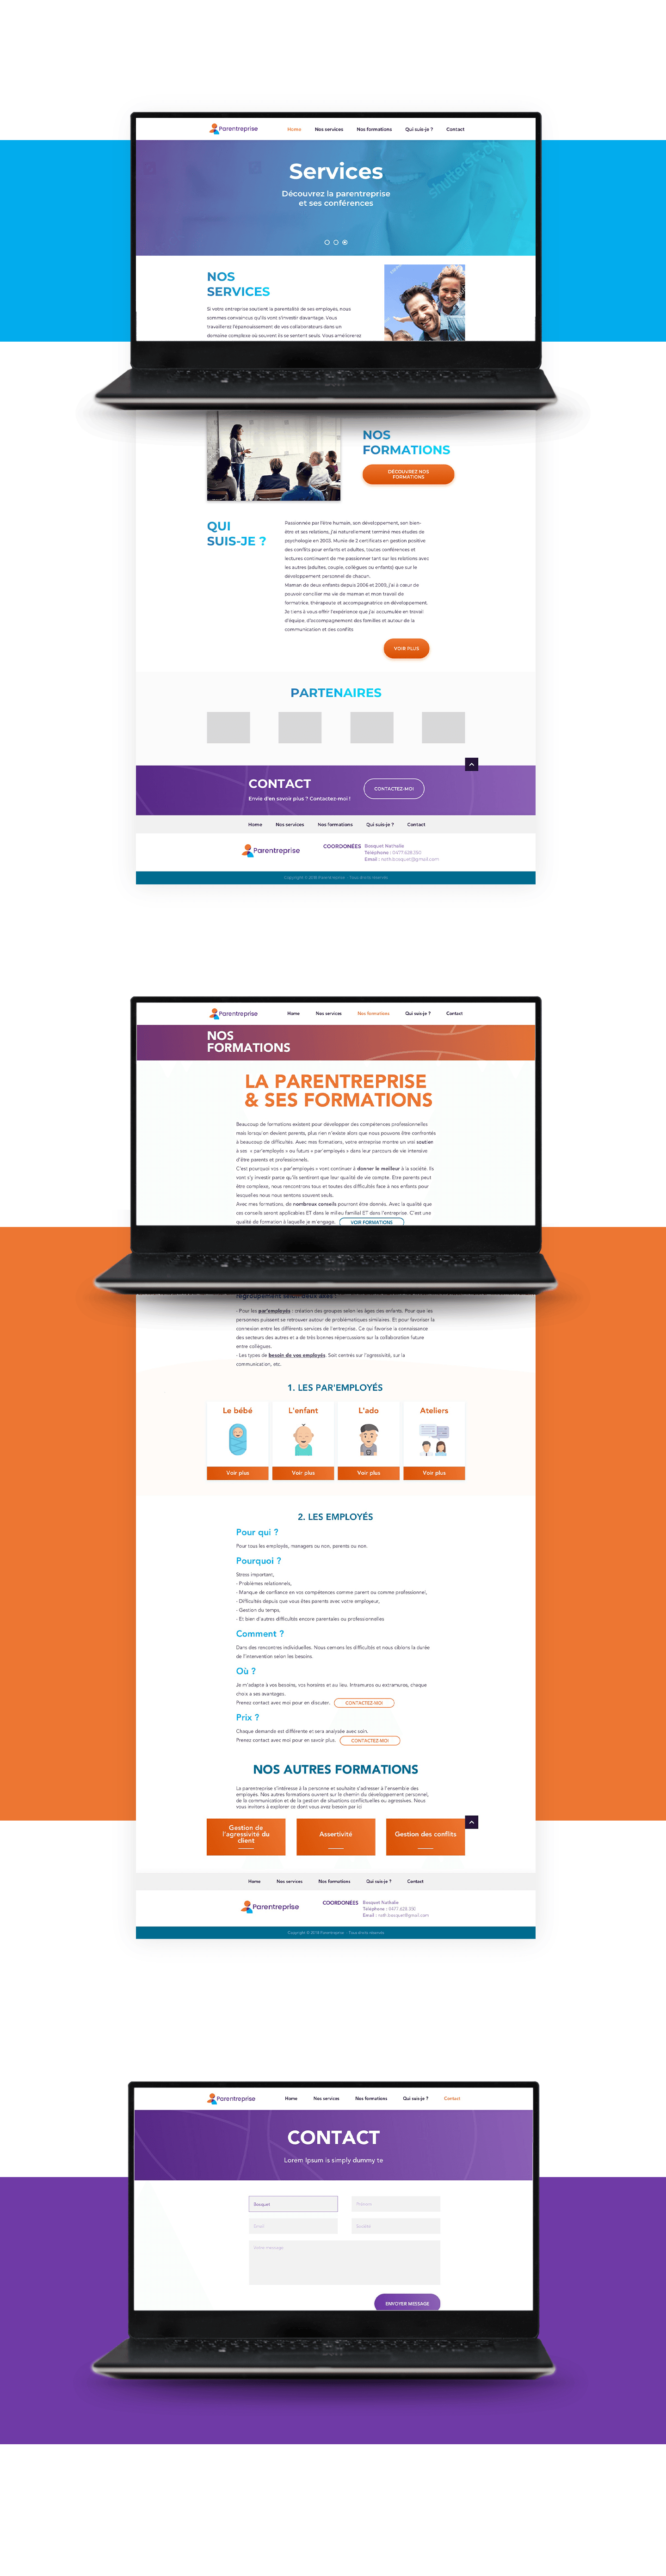 Parentreprise
Home Nos services Nos formations Qui suis-je ? Contact
Services
Découvrez la parentreprise
et ses conférences
shutterstock
NOS
SERVICES
Si votre entreprise soutient la parentalité de ses employés, nous
sommes convaincus qu'ils vont s'investir davantage. Vous
travaillerez l'épanouissement de vos collaborateurs dans un
domaine complexe où souvent ils se sentent seuls. Vous améliorerez
NOS
FORMATIONS
DÉCOUVREZ NOS
FORMATIONS
QUI
SUIS-JE ?
Passionnée par l'être humain, son développement, son bien-
être et ses relations, j'ai naturellement terminé mes études de
psychologie en 2003. Munie de 2 certificats en gestion positive
des conflits pour enfants et adultes, toutes conférences et
lectures continuent de me passionner tant sur les relations avec
les autres (adultes, couple, collègues ou enfants) que sur le
développement personnel de chacun.
Maman de deux enfants depuis 2006 et 2009, j'ai à cœur de
pouvoir concilier ma vie de maman et mon travail de
formatrice, thérapeute et accompagnatrice en développement.
Je tiens à vous offrir l'expérience que j'ai accumulée en travail
d'équipe, d'accompagnement des familles et autour de la
communication et des conflits
VOIR PLUS
PARTENAIRES
CONTACT
Envie d'en savoir plus ? Contactez-moi !
CONTACTEZ-MOI
Home Nos services Nos formations Qui suis-je ? Contact
Parentreprise
COORDONÉES
Bosquet Nathalie
Téléphone :
Email :
Copyright © 2018 Parentreprise - Tous droits réservés
Parentreprise
Home Nos services Nos formations Qui suis-je ? Contact
NOS
FORMATIONS
LA PARENTREPRISE
& SES FORMATIONS
Beaucoup de formations existent pour développer des compétences professionnelles
mais lorsqu'on devient parents, plus rien n'existe alors que nous pouvons être confrontés
à beaucoup de difficultés. Avec mes formations, votre entreprise montre un vrai soutien
à ses « par'employés » ou futurs « par'employés » dans leur parcours de vie intensive
d'être parents et professionnels.
C'est pourquoi vos « par'employés » vont continuer à donner le meilleur à la société. Ils
vont s'y investir parce qu'ils sentent que leur qualité de vie compte. Etre parents peut
être complexe, nous rencontrons tous et toutes des difficultés face à nos enfants pour
lesquelles nous nous sentons souvent seuls.
Avec mes formations, de nombreux conseils pourront être donnés. Avec la qualité que
ces conseils seront applicables ET dans le milieu familial ET dans l'entreprise. C'est une
qualité de formation à laquelle je m'engage. VOIR FORMATIONS
regroupement selon deux axes :
- Pour les par'employés : création des groupes selon les âges des enfants. Pour que les
personnes puissent se retrouver autour de problématiques similaires. Et pour favoriser la
connexion entre les différents services de l'entreprise. Ce qui favorise la connaissance
des secteurs des autres et a de très bonnes répercussions sur la collaboration future
entre collègues.
- Les types de besoin de vos employés. Soit centrés sur l'agressivité, sur la
communication, etc.
1. LES PAR'EMPLOYÉS
Le bébé L'enfant L'ado Ateliers
Voir plus Voir plus Voir plus Voir plus
2. LES EMPLOYÉS
Pour qui ?
Pour tous les employés, managers ou non, parents ou non.
Pourquoi ?
Stress important,
- Problèmes relationnels,
- Manque de confiance en vos compétences comme parent ou comme professionnel,
- Difficultés depuis que vous êtes parents avec votre employeur,
- Gestion du temps,
- Et bien d'autres difficultés encore parentales ou professionnelles
Comment ?
Dans des rencontres individuelles. Nous cernons les difficultés et nous ciblons la durée
de l'intervention selon les besoins.
Où ?
Je m'adapte à vos besoins, vos horaires et au lieu. Intramuros ou extramuros, chaque
choix a ses avantages.
Prenez contact avec moi pour en discuter. CONTACTEZ-MOI
Prix ?
Chaque demande est différente et sera analysée avec soin.
Prenez contact avec moi pour en savoir plus. CONTACTEZ-MOI
NOS AUTRES FORMATIONS
La parentreprise s'intéresse à la personne et souhaite s'adresser à l'ensemble des
employés. Nos autres formations ouvrent sur le chemin du développement personnel,
de la communication et de la gestion de situations conflictuelles ou agressives. Nous
vous invitons à explorer ce dont vous avez besoin par ici
Gestion de
l'agressivité du
client
Assertivité
Gestion des conflits
Home Nos services Nos formations Qui suis-je ? Contact
Parentreprise
COORDONÉES
Bosquet Nathalie
Téléphone :
Email :
Copyright © 2018 Parentreprise - Tous droits réservés
Parentreprise
Home Nos services Nos formations Qui suis-je ? Contact
CONTACT
Lorem Ipsum is simply dummy te
Bosquet Prénom
Email Société
Votre message
ENVOYER MESSAGE